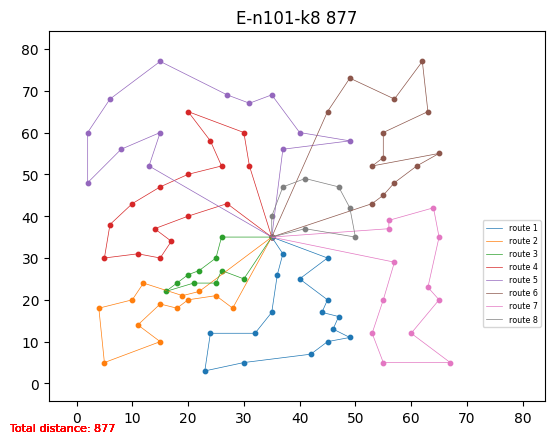 E-n101-k8 877
80
70
60
50
40
30
20
10
0
route 1
route 2
route 3
route 4
route 5
route 6
route 7
route 8
0 10 20 30 40 50 60 70 80
Total distance: 877